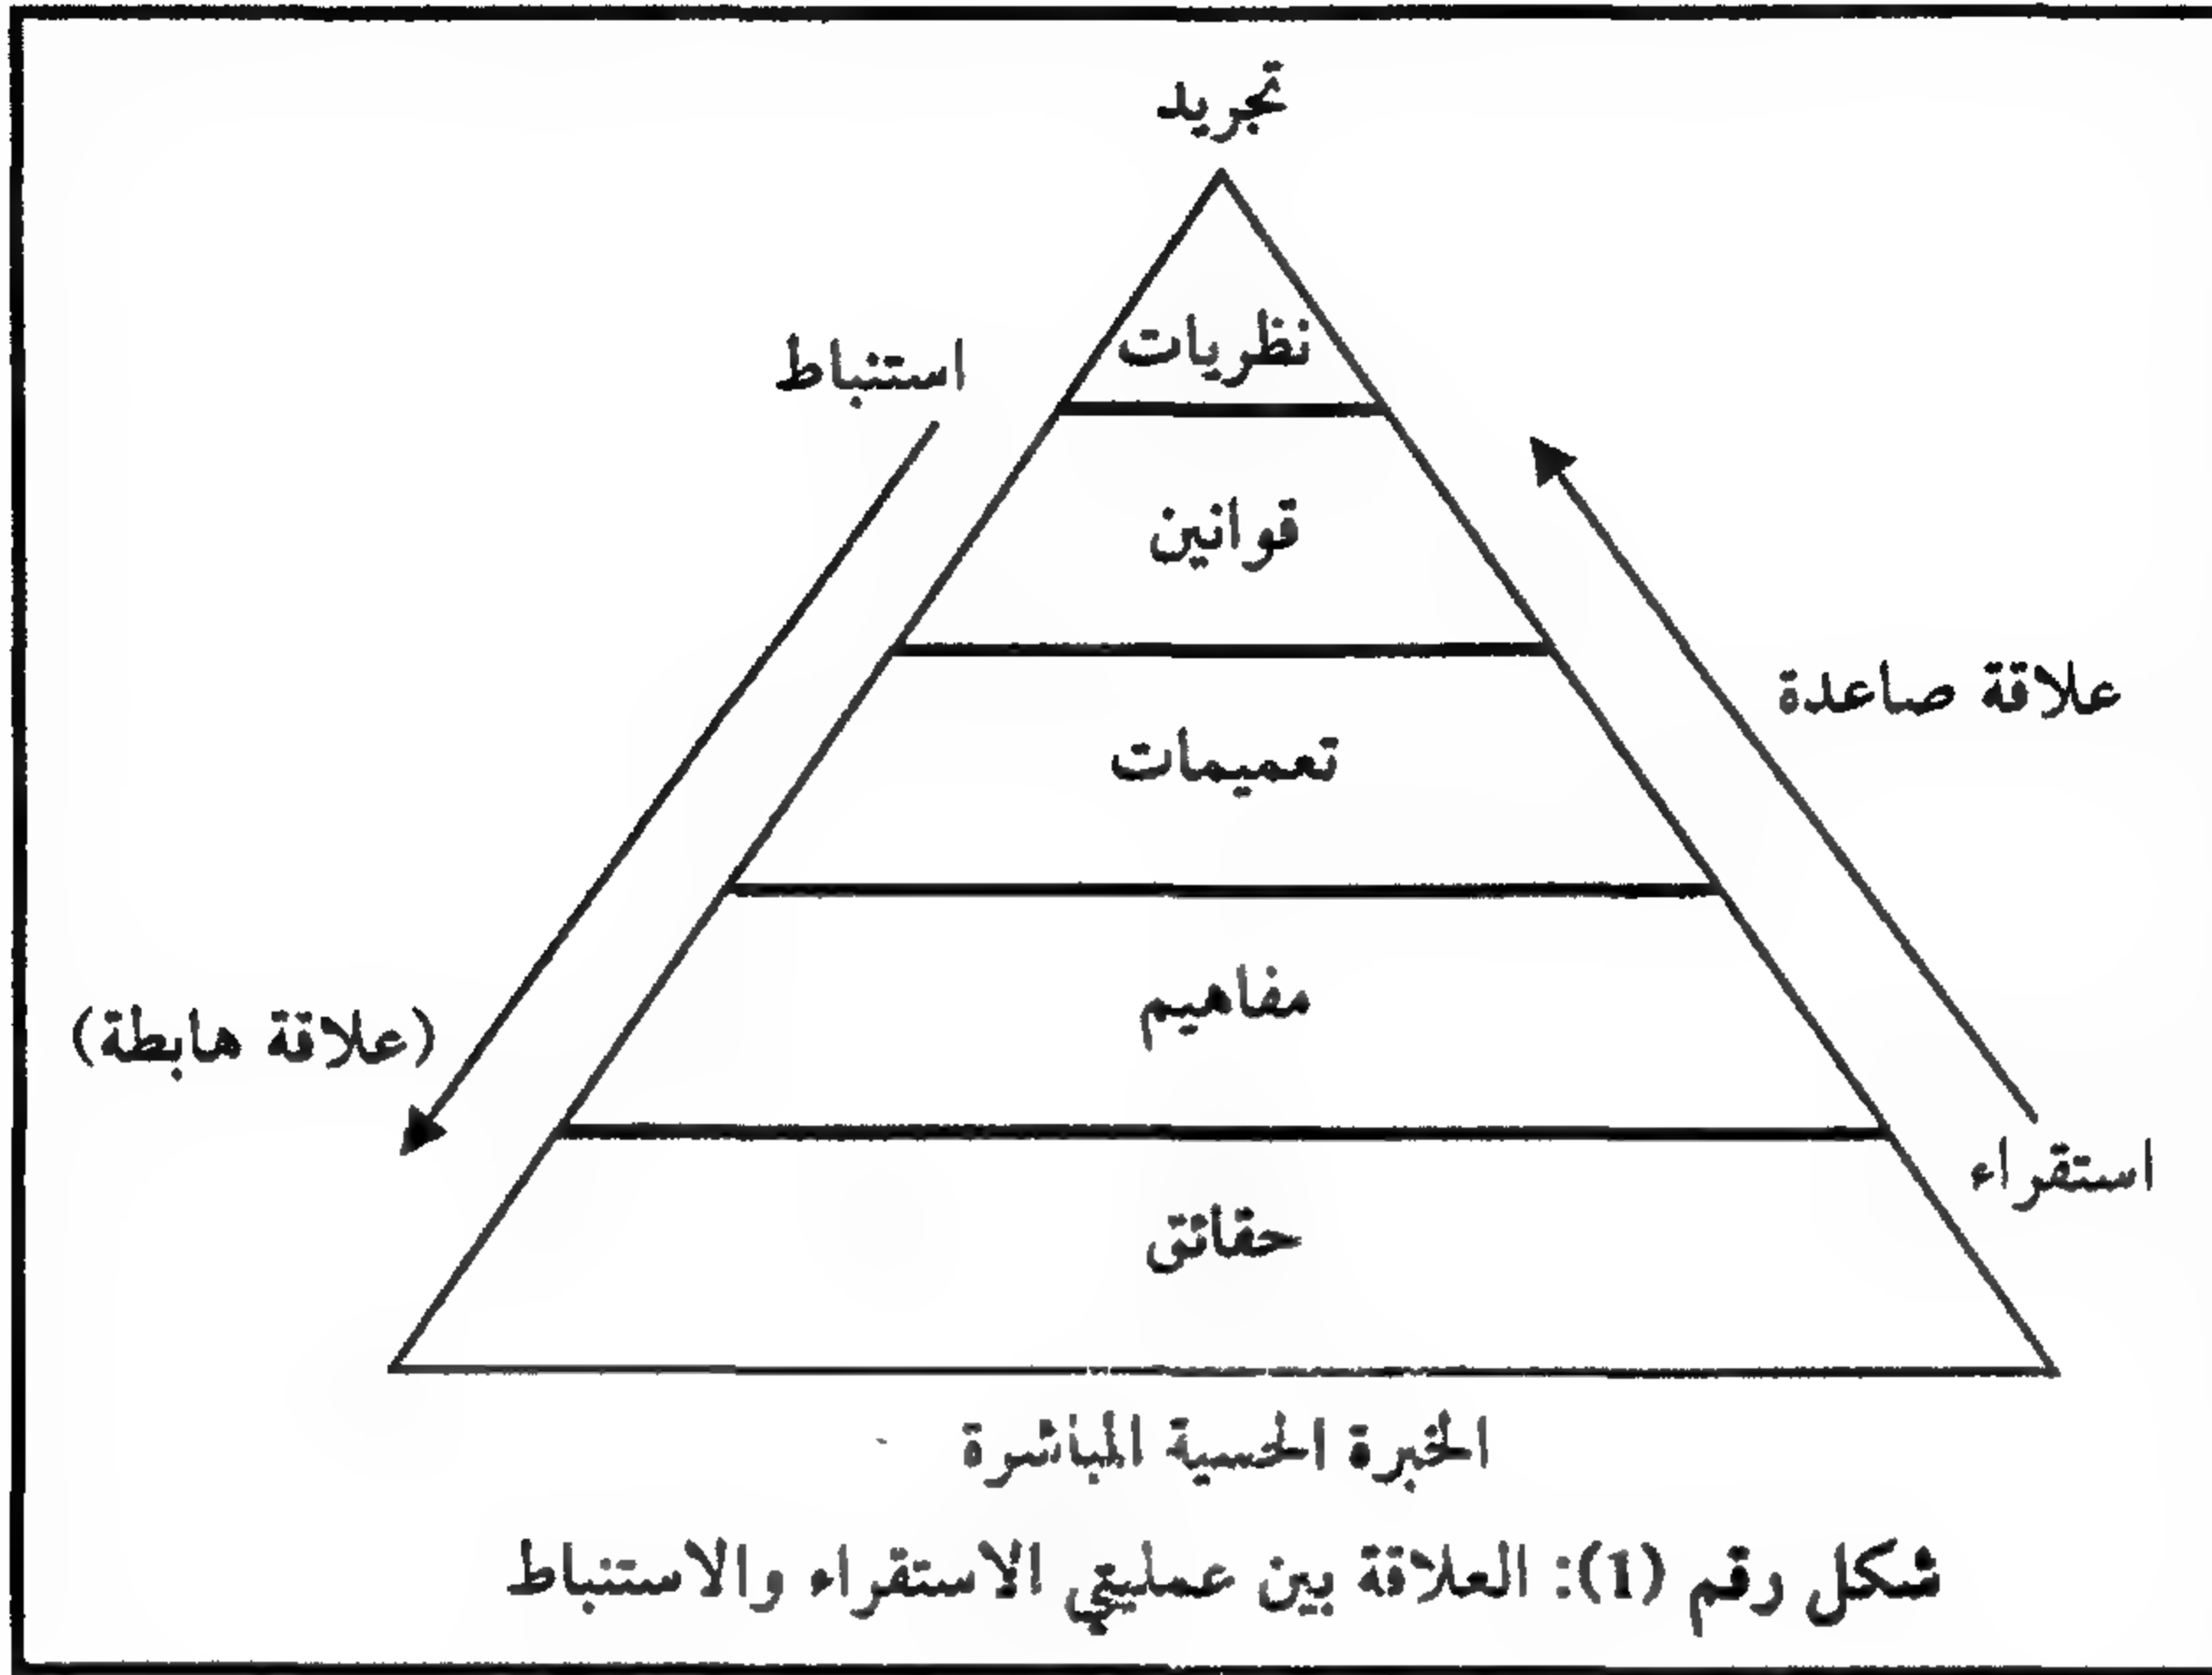 تجريد
نظريات
استنباط
قوانين
علاقة صاعدة
تعميمات
مفاهيم
(علاقة هابطة)
استقراء
حقائق
الخبرة الحسية المباشرة
شكل رقم (1): العلاقة بين عمليتي الاستقراء والاستنباط